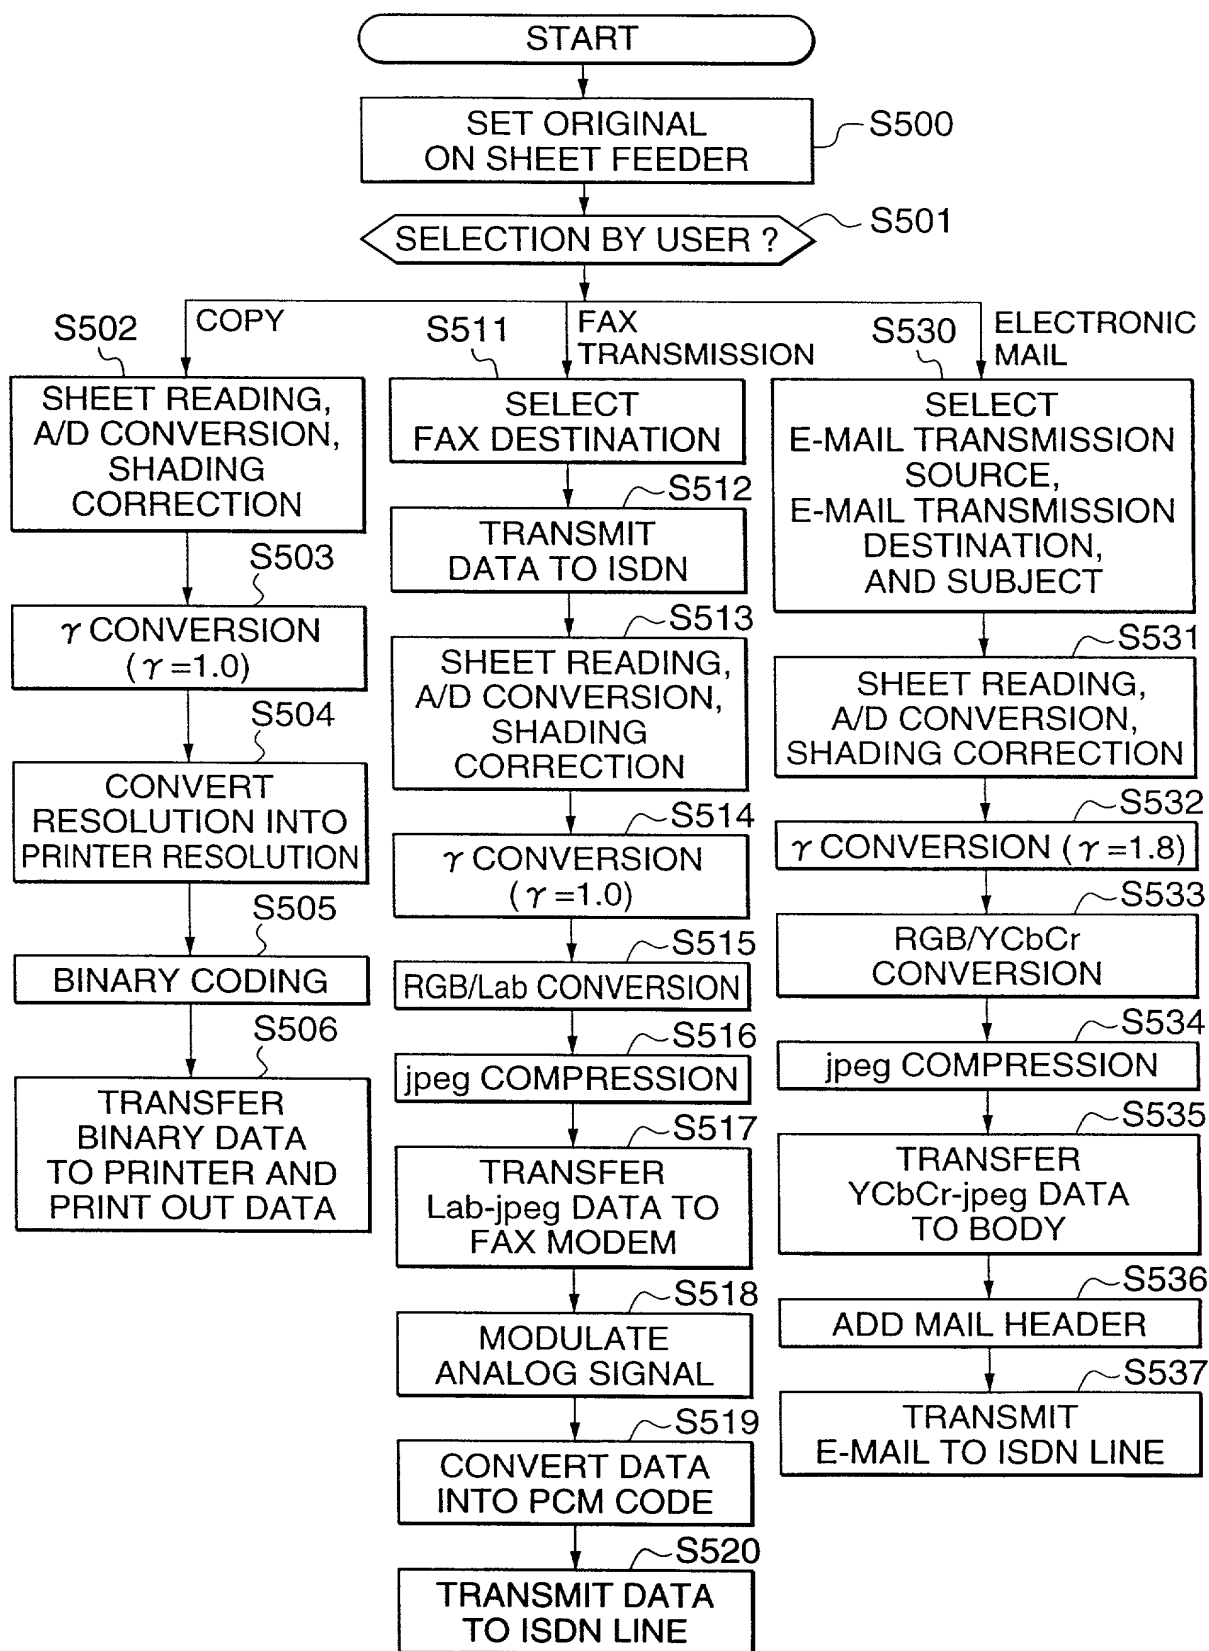 START
SET ORIGINAL
ON SHEET FEEDER
S500
SELECTION BY USER ?
S501
COPY
S502
SHEET READING,
A/D CONVERSION,
SHADING
CORRECTION
S503
γ CONVERSION
(γ=1.0)
S504
CONVERT
RESOLUTION INTO
PRINTER RESOLUTION
S505
BINARY CODING
S506
TRANSFER
BINARY DATA
TO PRINTER AND
PRINT OUT DATA
FAX
TRANSMISSION
S511
SELECT
FAX DESTINATION
S512
TRANSMIT
DATA TO ISDN
S513
SHEET READING,
A/D CONVERSION,
SHADING
CORRECTION
S514
γ CONVERSION
(γ=1.0)
S515
RGB/Lab CONVERSION
S516
jpeg COMPRESSION
S517
TRANSFER
Lab-jpeg DATA TO
FAX MODEM
S518
MODULATE
ANALOG SIGNAL
S519
CONVERT DATA
INTO PCM CODE
S520
TRANSMIT DATA
TO ISDN LINE
ELECTRONIC
MAIL
S530
SELECT
E-MAIL TRANSMISSION
SOURCE,
E-MAIL TRANSMISSION
DESTINATION,
AND SUBJECT
S531
SHEET READING,
A/D CONVERSION,
SHADING CORRECTION
S532
γ CONVERSION (γ=1.8)
S533
RGB/YCbCr
CONVERSION
S534
jpeg COMPRESSION
S535
TRANSFER
YCbCr-jpeg DATA
TO BODY
S536
ADD MAIL HEADER
S537
TRANSMIT
E-MAIL TO ISDN LINE